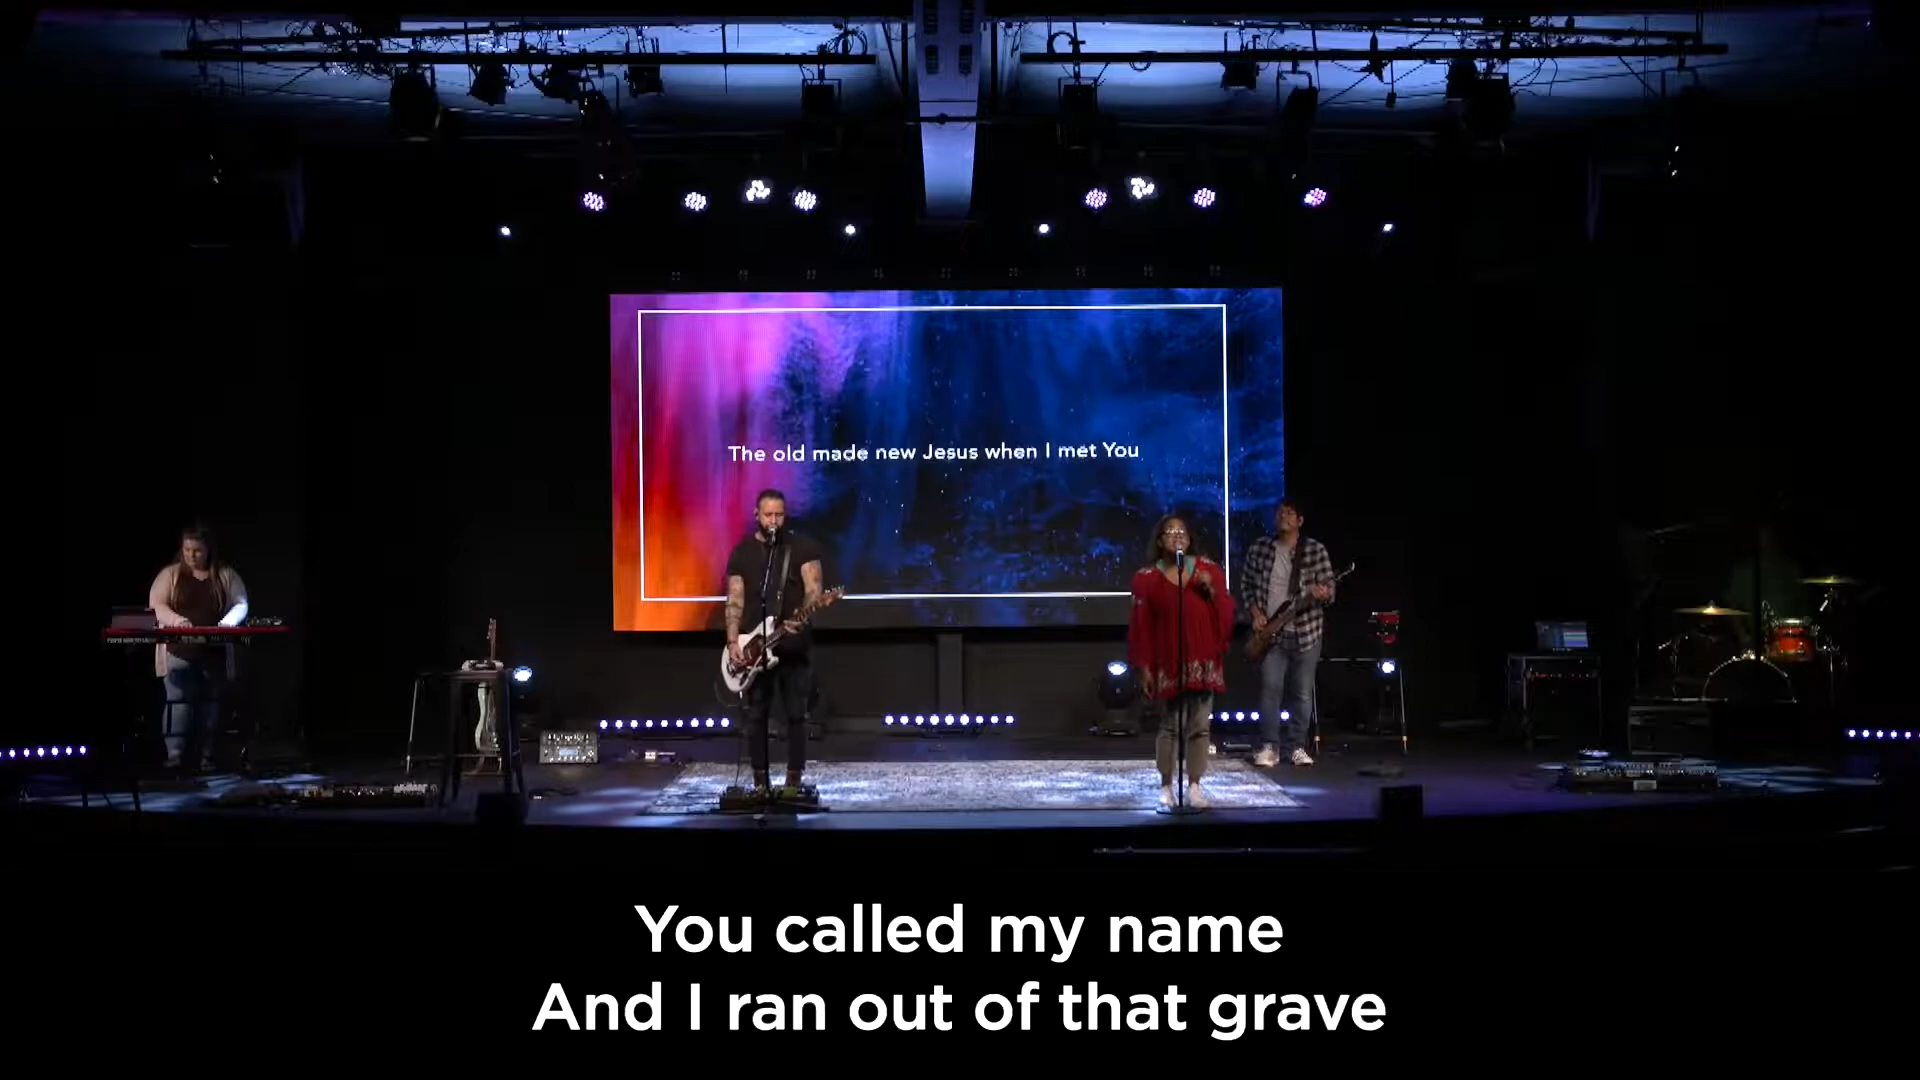 The old made new Jesus when I met You
You called my name
And I ran out of that grave